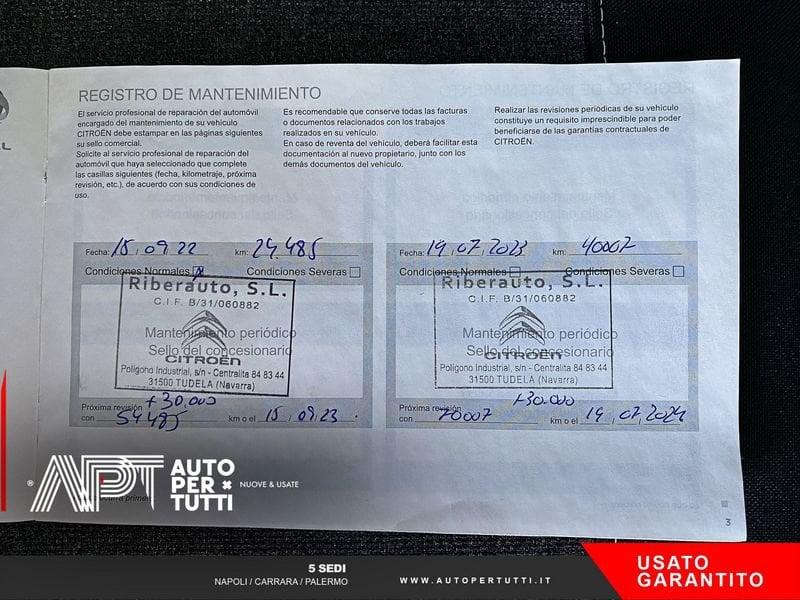 REGISTRO DE MANTENIMIENTO
El servicio profesional de reparación del automóvil
encargado del mantenimiento de su vehículo
CITROËN debe estampar en las páginas siguientes
su sello comercial.
Solicite al servicio profesional de reparación del
automóvil que haya seleccionado que complete
las casillas siguientes (fecha, kilometraje, próxima
revisión, etc.), de acuerdo con sus condiciones de
uso.
Es recomendable que conserve todas las facturas
o documentos relacionados con los trabajos
realizados en su vehículo.
En caso de reventa del vehículo, deberá facilitar esta
documentación al nuevo propietario, junto con los
demás documentos del vehículo.
Realizar las revisiones periódicas de su vehículo
constituye un requisito imprescindible para poder
beneficiarse de las garantías contractuales de
CITROËN.
Fecha: 15 / 09 / 22 km: 24.485
Condiciones Normales Condiciones Severas
Riberauto, S.L.
C.I.F. B/31/060882
Mantenimiento periódico
Sello del concesionario
CITROËN
Polígono Industrial, s/n - Centralita 84 83 44
31500 TUDELA (Navarra)
+30.000
Próxima revisión
con 54485 km o el 15 / 09 / 23
Fecha: 19 / 07 / 2023 km: 40007
Condiciones Normales Condiciones Severas
Riberauto, S.L.
C.I.F. B/31/060882
Mantenimiento periódico
Sello del concesionario
CITROËN
Polígono Industrial, s/n - Centralita 84 83 44
31500 TUDELA (Navarra)
+30.000
Próxima revisión
con 70007 km o el 19 / 07 / 2024
3
APT
AUTO
PER
TUTTI
NUOVE & USATE
5 SEDI
NAPOLI / CARRARA / PALERMO
WWW.AUTOPERTUTTI.IT
USATO
GARANTITO